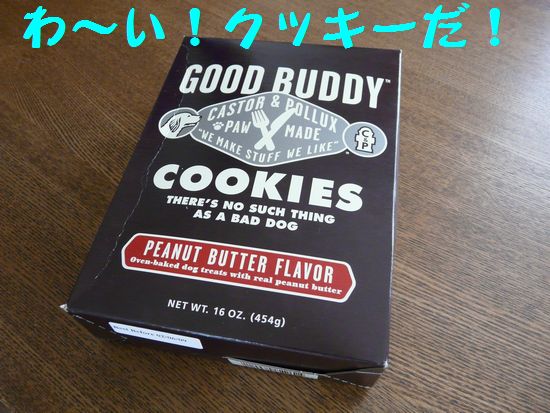 わ～い！クッキーだ！
GOOD BUDDY™
CASTOR & POLLUX
PAW MADE
"WE MAKE STUFF WE LIKE"
C&P
COOKIES
THERE'S NO SUCH THING
AS A BAD DOG
PEANUT BUTTER FLAVOR
Oven-baked dog treats with real peanut butter
NET WT. 16 OZ. (454g)
Best Before